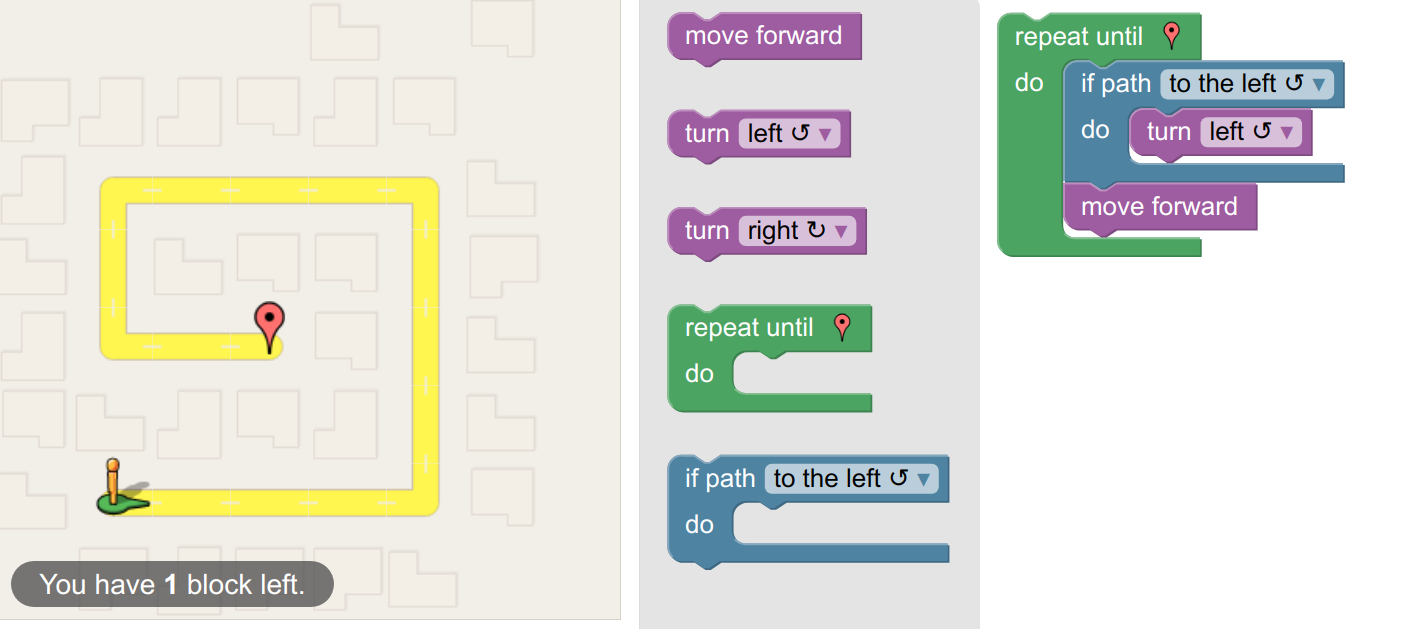 You have 1 block left.
move forward
turn left ↺ ▼
turn right ↻ ▼
repeat until
do
if path to the left ↺ ▼
do
repeat until
do
if path to the left ↺ ▼
do
turn left ↺ ▼
move forward